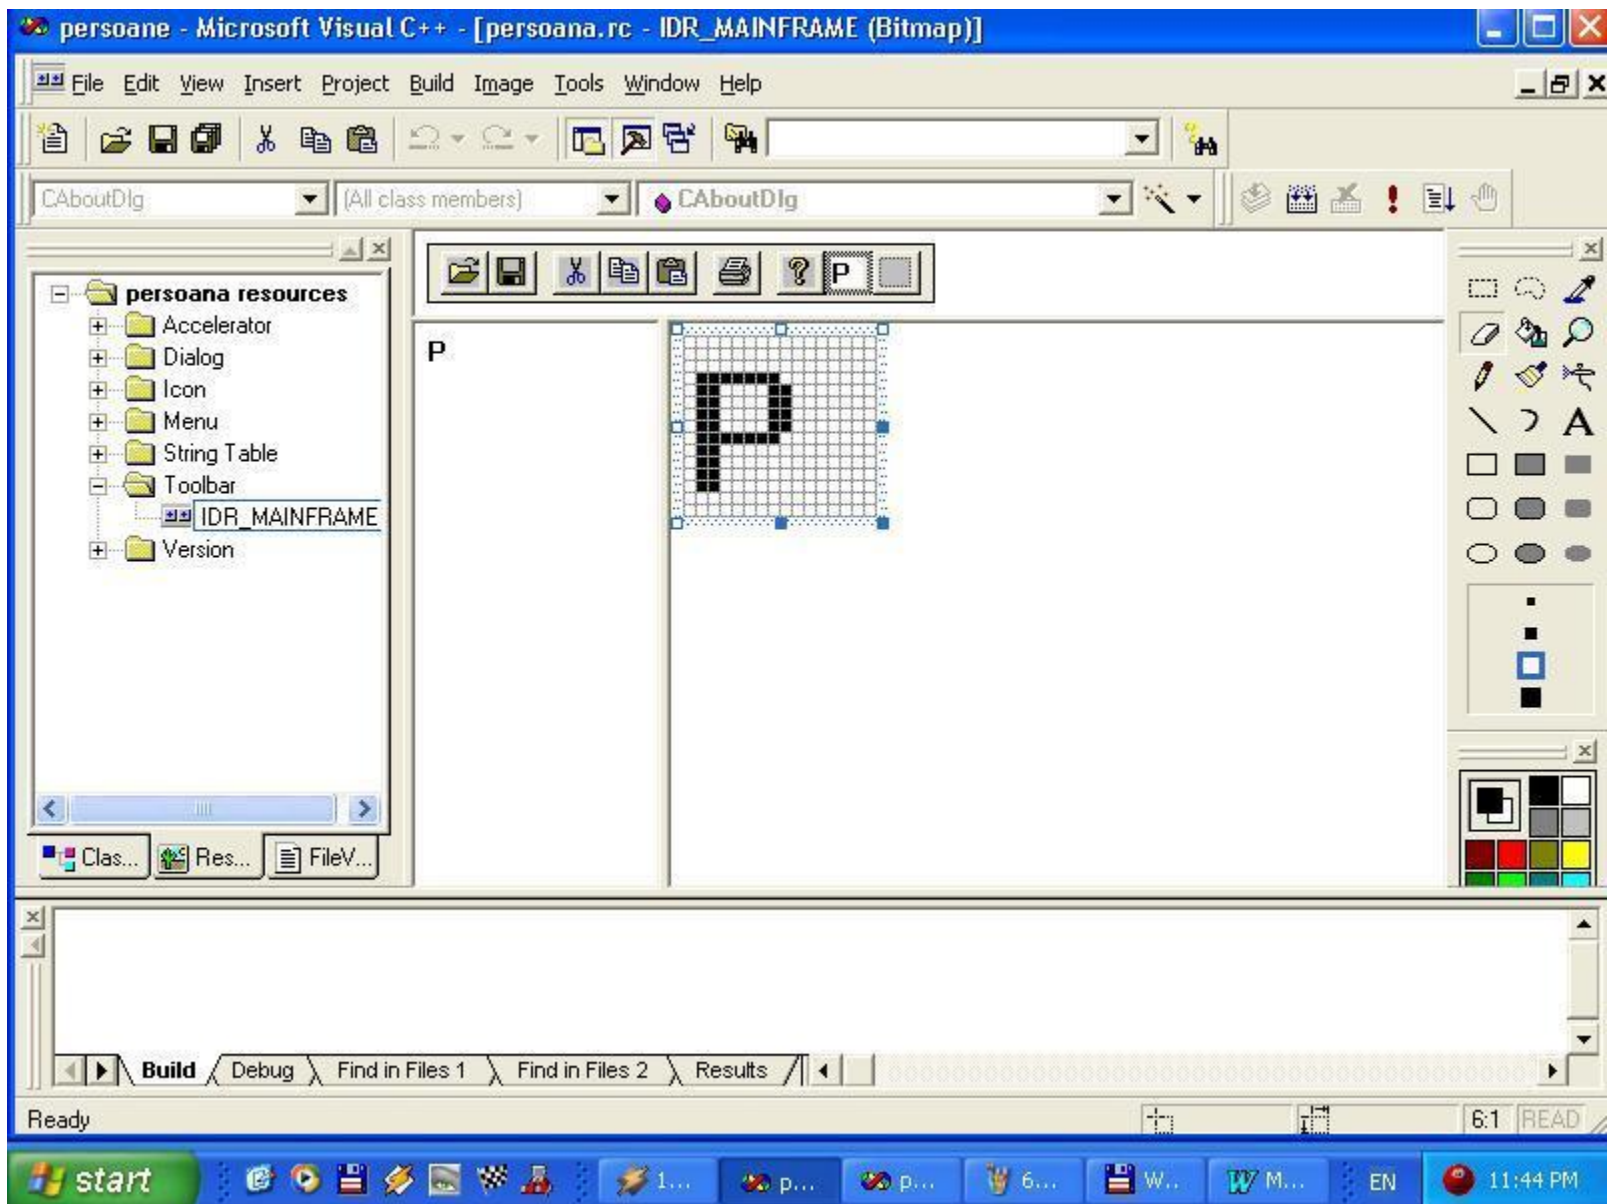 persoane - Microsoft Visual C++ - [persoana.rc - IDR_MAINFRAME (Bitmap)]
File Edit View Insert Project Build Image Tools Window Help
CAboutDlg (All class members) CAboutDlg
persoana resources
Accelerator
Dialog
Icon
Menu
String Table
Toolbar
IDR_MAINFRAME
Version
Clas... Res... FileV...
P
P
P
A
Build Debug Find in Files 1 Find in Files 2 Results
Ready 6:1 READ
start 1... p... p... 6... W... M... EN 11:44 PM